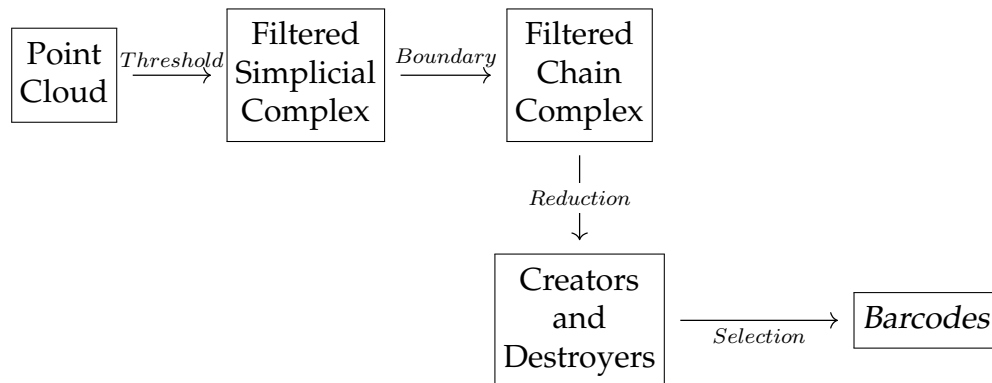 Point
Cloud
Threshold
Filtered
Simplicial
Complex
Boundary
Filtered
Chain
Complex
Reduction
Creators
and
Destroyers
Selection
Barcodes